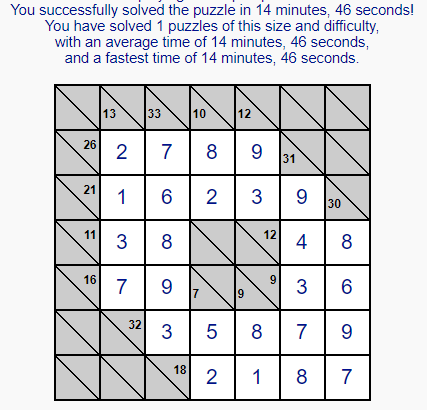 You successfully solved the puzzle in 14 minutes, 46 seconds!
You have solved 1 puzzles of this size and difficulty,
with an average time of 14 minutes, 46 seconds,
and a fastest time of 14 minutes, 46 seconds.
13 33 10 12
26 2 7 8 9 31
21 1 6 2 3 9 30
11 3 8 12 4 8
16 7 9 7 9 9 3 6
32 3 5 8 7 9
18 2 1 8 7